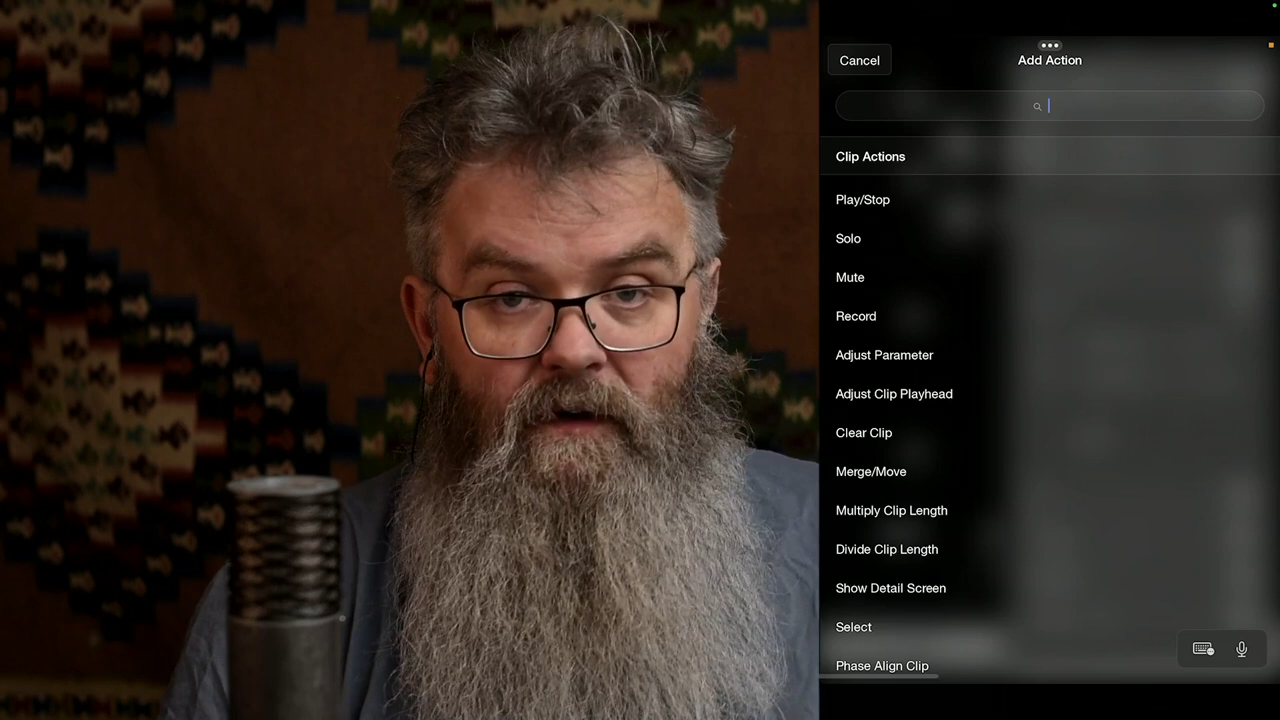 Cancel
Add Action
Clip Actions
Play/Stop
Solo
Mute
Record
Adjust Parameter
Adjust Clip Playhead
Clear Clip
Merge/Move
Multiply Clip Length
Divide Clip Length
Show Detail Screen
Select
Phase Align Clip